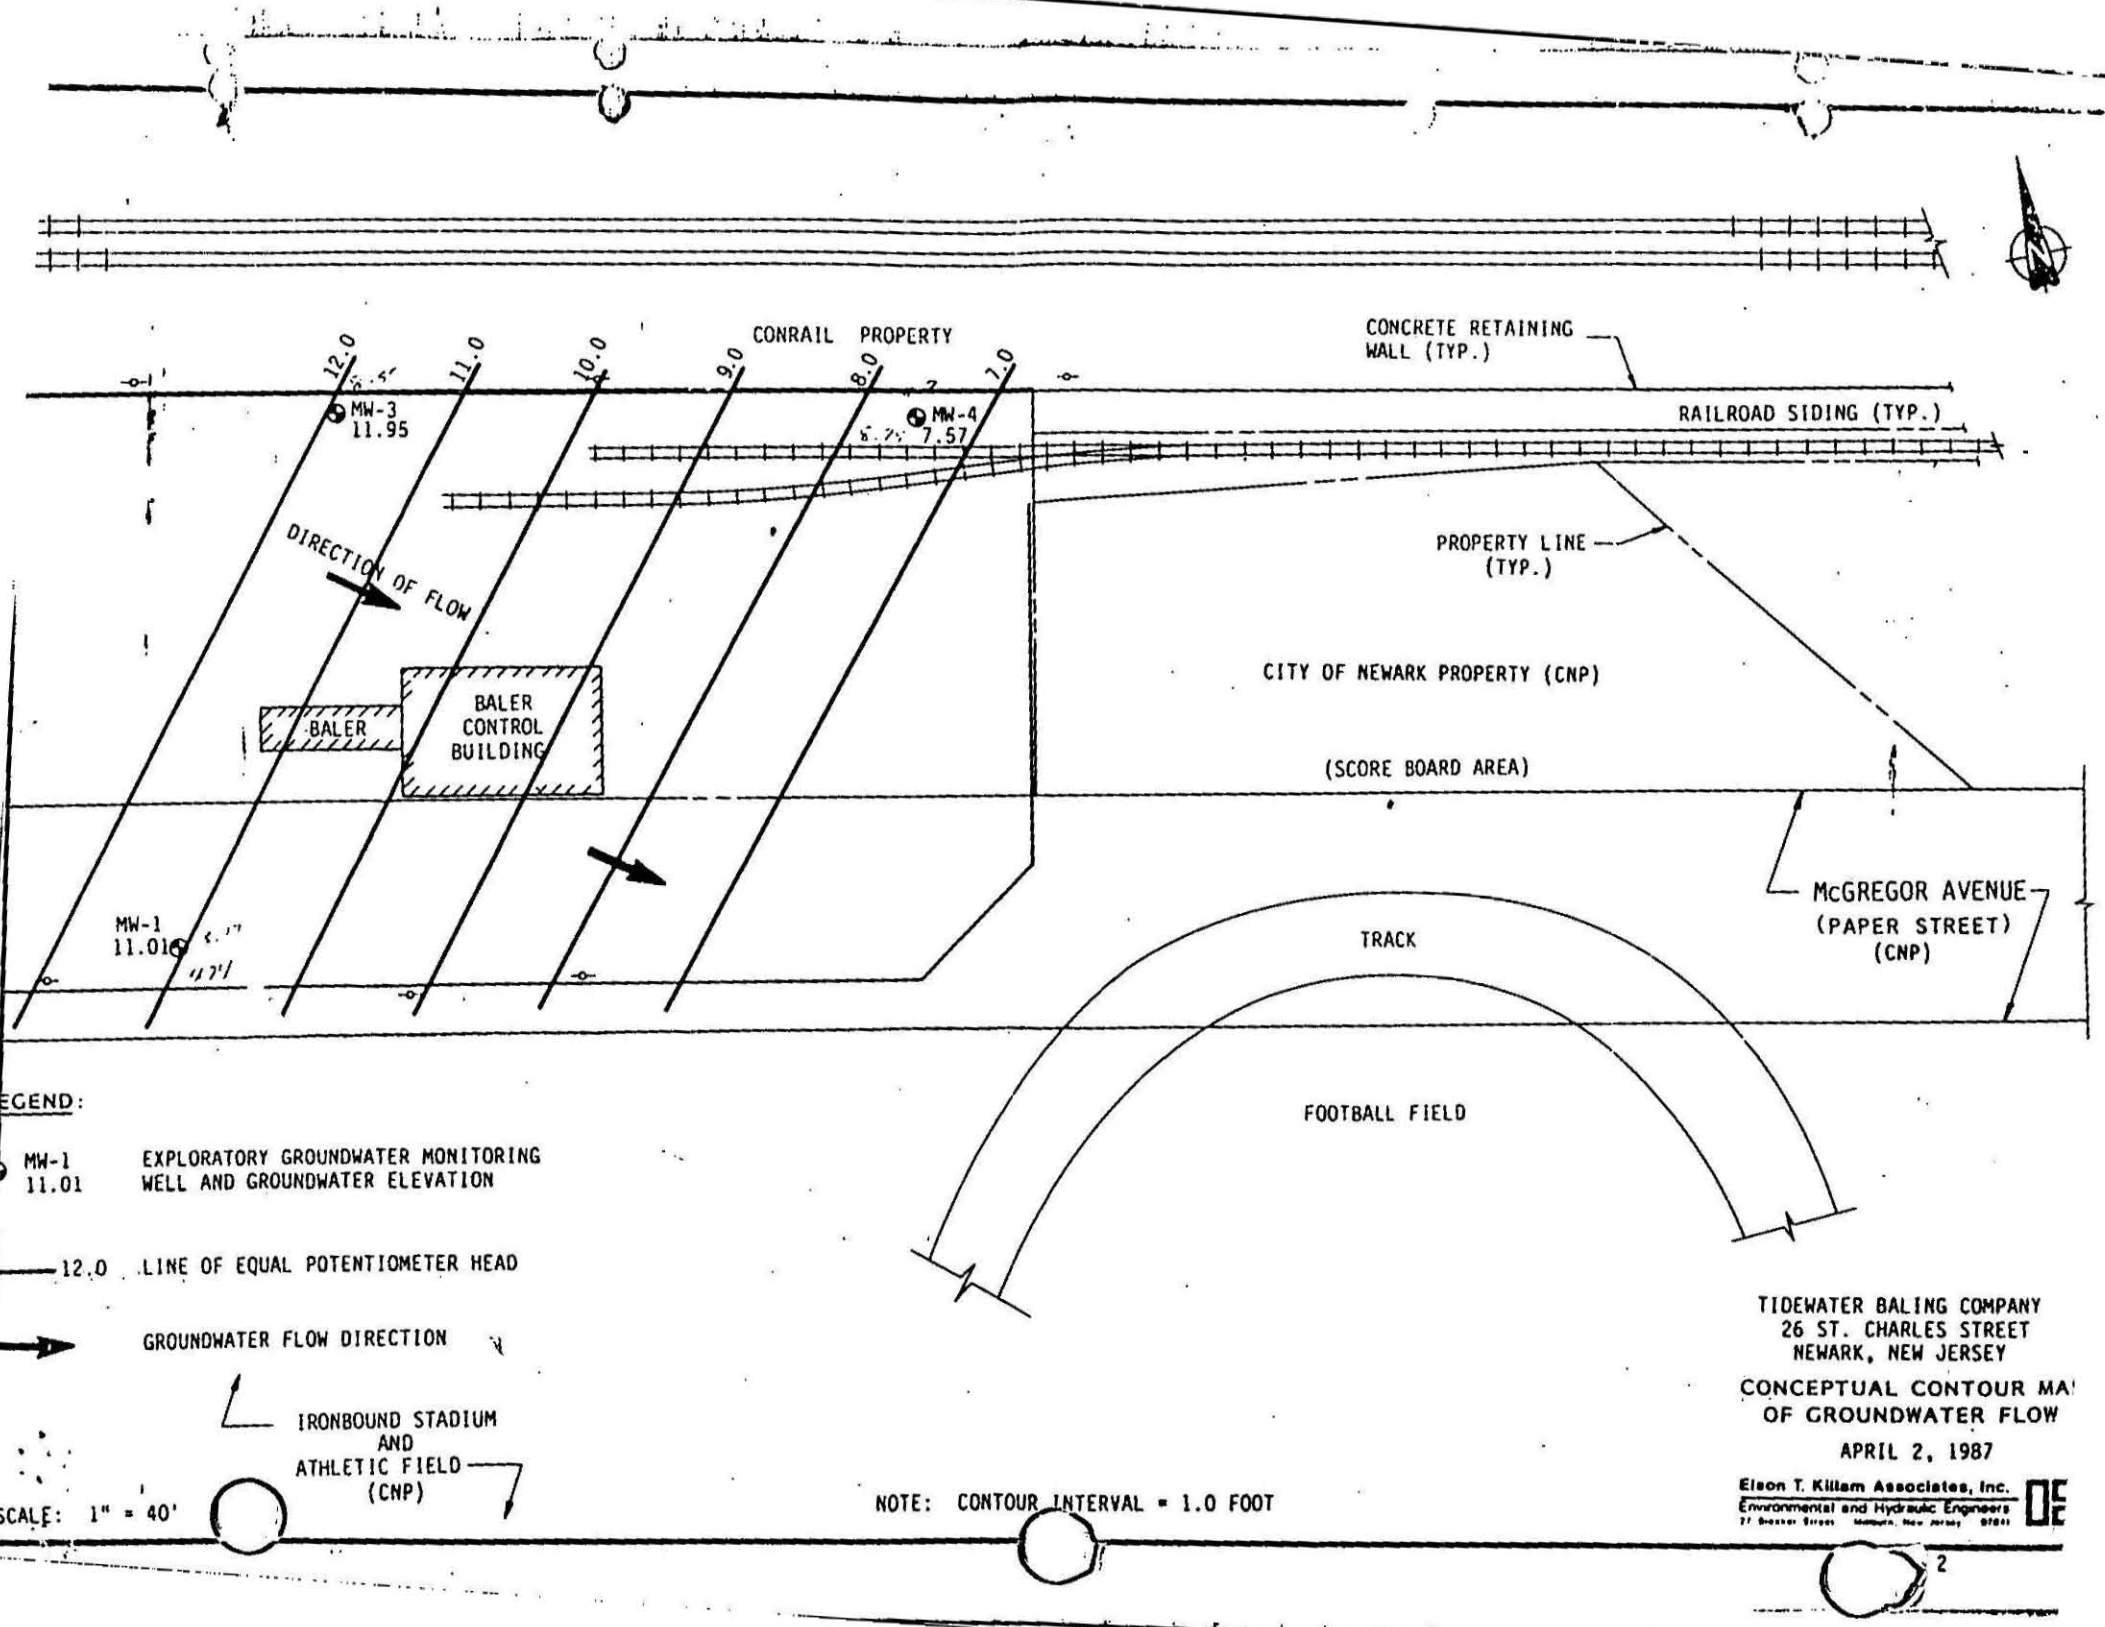 CONRAIL PROPERTY
CONCRETE RETAINING
WALL (TYP.)
12.0
11.0
10.0
9.0
8.0
7.0
N
MW-3
11.95
MW-4
7.57
RAILROAD SIDING (TYP.)
DIRECTION OF FLOW
PROPERTY LINE
(TYP.)
CITY OF NEWARK PROPERTY (CNP)
(SCORE BOARD AREA)
BALER
BALER
CONTROL
BUILDING
MW-1
11.01
McGREGOR AVENUE
(PAPER STREET)
(CNP)
TRACK
FOOTBALL FIELD
EGEND:
MW-1
11.01
EXPLORATORY GROUNDWATER MONITORING
WELL AND GROUNDWATER ELEVATION
12.0 LINE OF EQUAL POTENTIOMETER HEAD
GROUNDWATER FLOW DIRECTION
IRONBOUND STADIUM
AND
ATHLETIC FIELD
(CNP)
SCALE: 1" = 40'
NOTE: CONTOUR INTERVAL = 1.0 FOOT
TIDEWATER BALING COMPANY
26 ST. CHARLES STREET
NEWARK, NEW JERSEY
CONCEPTUAL CONTOUR MA
OF GROUNDWATER FLOW
APRIL 2, 1987
Elson T. Killam Associates, Inc.
Environmental and Hydraulic Engineers
2